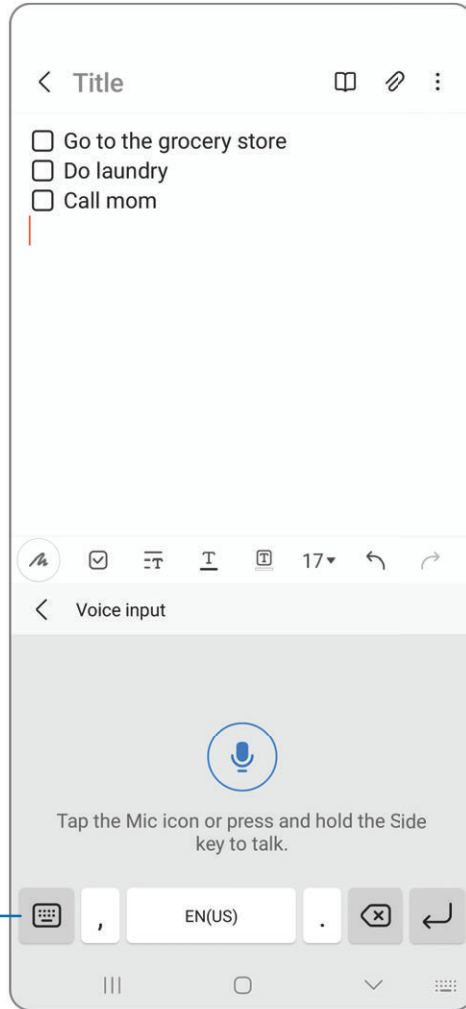 Title
Go to the grocery store
Do laundry
Call mom
17
Voice input
Tap the Mic icon or press and hold the Side
key to talk.
, EN(US) .